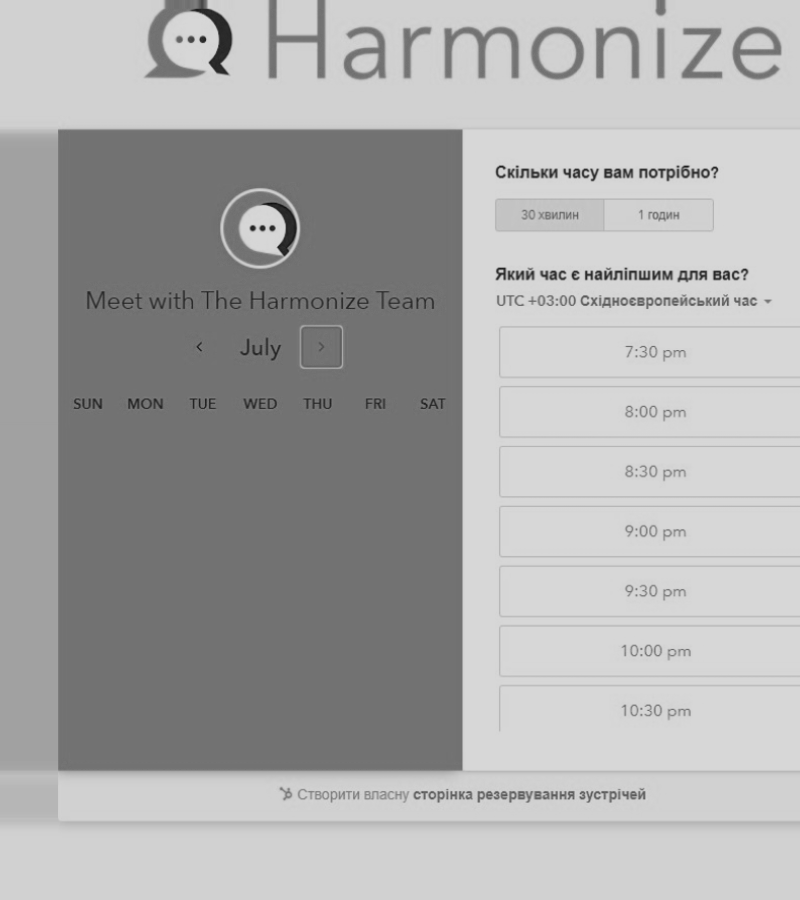 Harmonize
Meet with The Harmonize Team
July
SUN MON TUE WED THU FRI SAT
Скільки часу вам потрібно?
30 хвилин 1 годин
Який час є найліпшим для вас?
UTC +03:00 Східноєвропейський час
7:30 pm
8:00 pm
8:30 pm
9:00 pm
9:30 pm
10:00 pm
10:30 pm
Створити власну сторінка резервування зустрічей